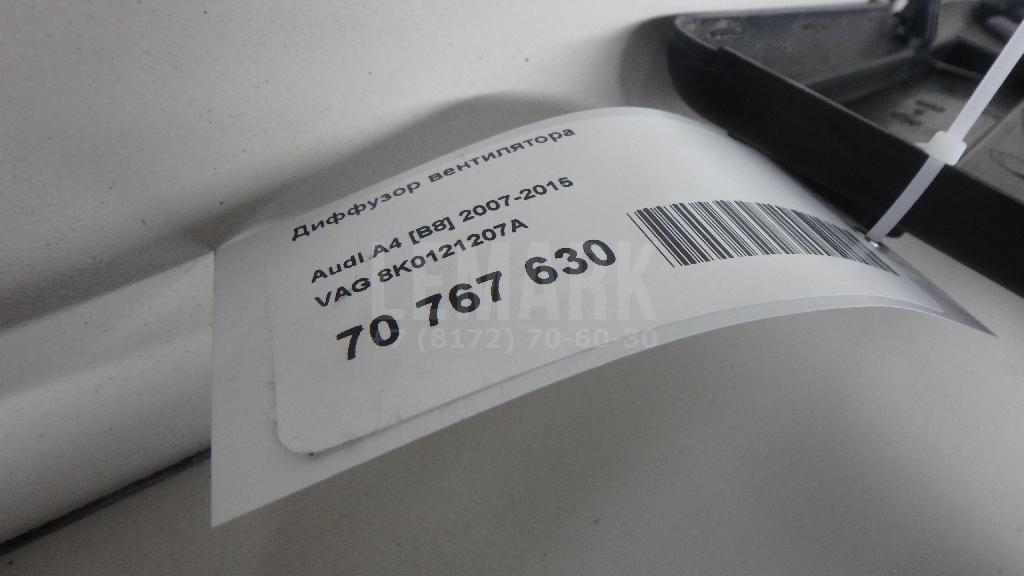 Диффузор вентилятора
Audi A4 [B8] 2007-2015
VAG 8K0121207A
70 767 630
LEMARK
(8172) 70-60-30